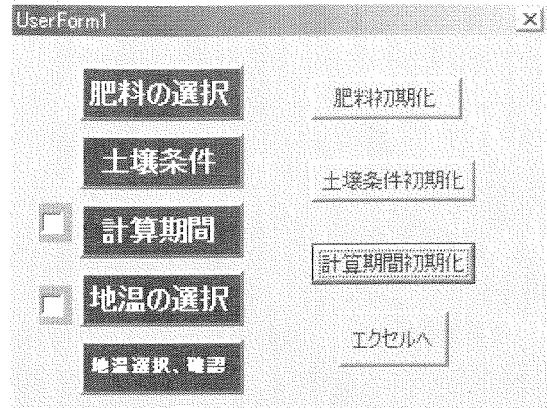 UserForm1
肥料の選択
肥料初期化
土壌条件
土壌条件初期化
計算期間
計算期間初期化
地温の選択
エクセルへ
地温選択、確認